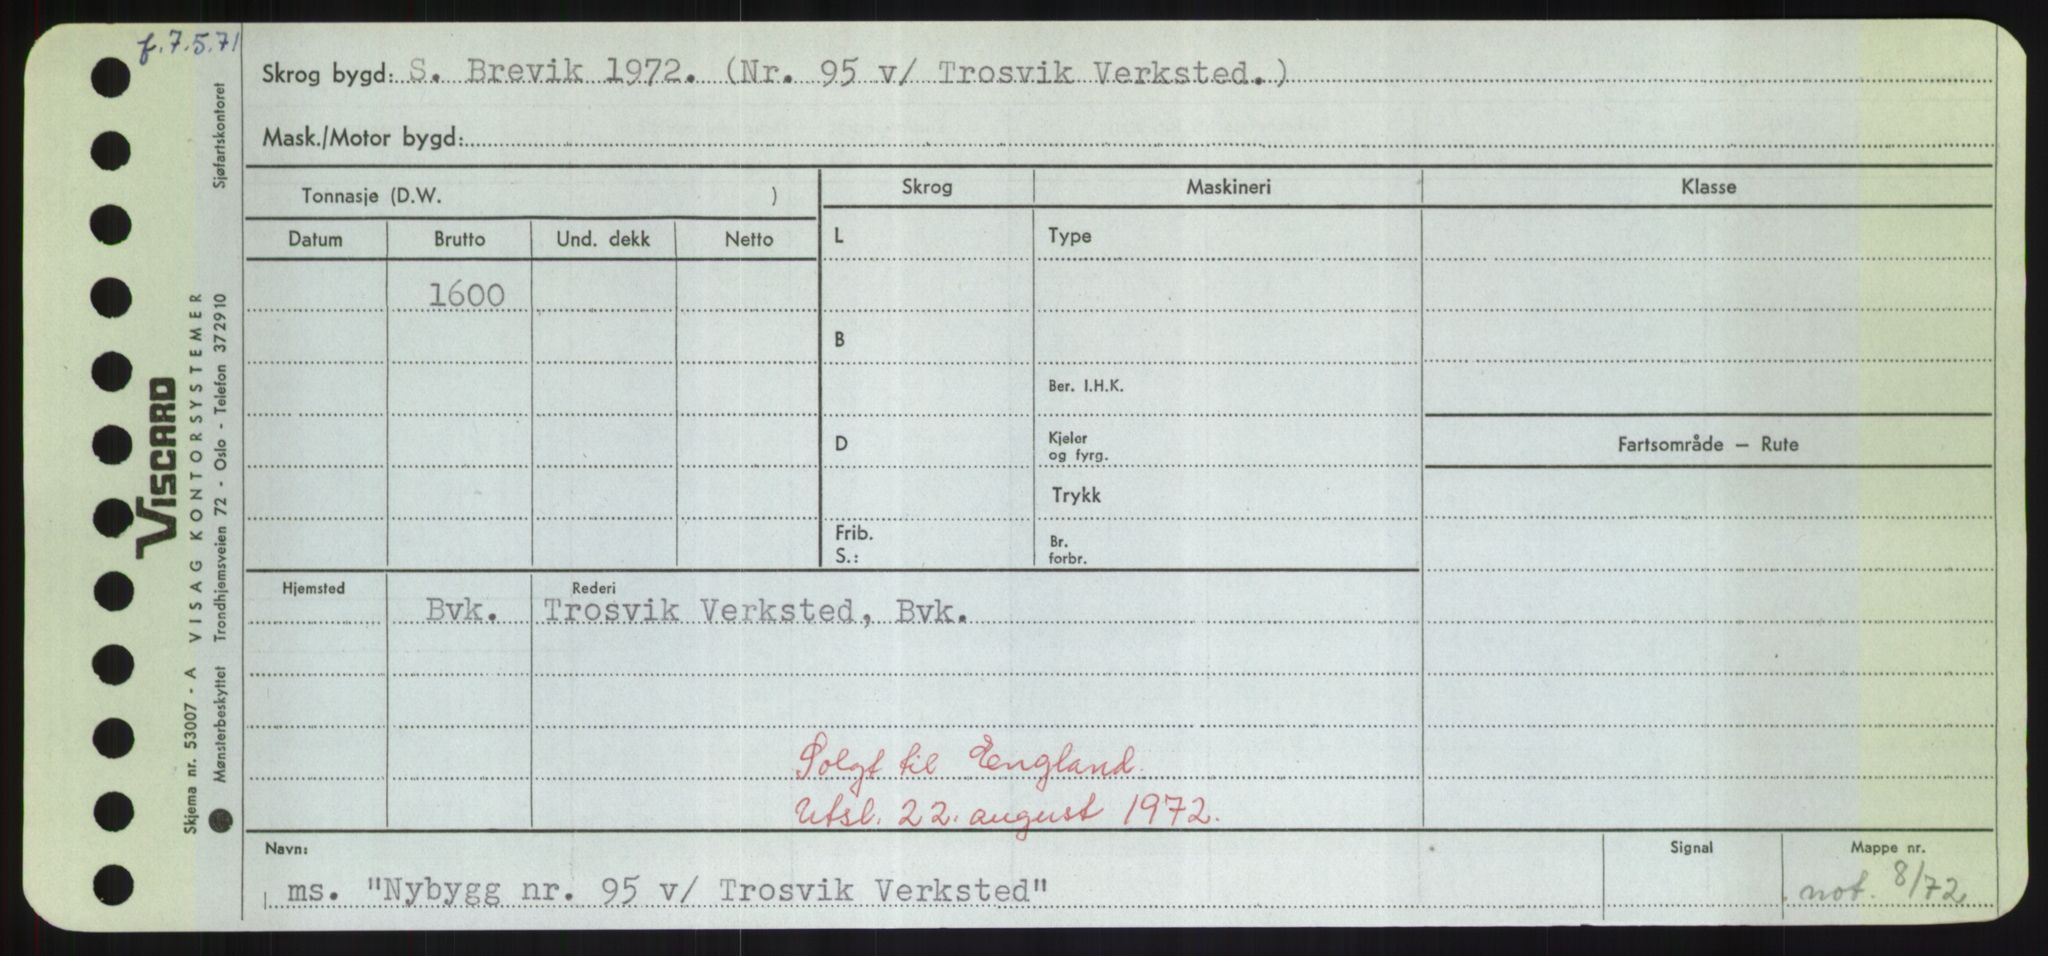 f.7.5.71
Skrog bygd: S. Brevik 1972. (Nr. 95 v/ Trosvik Verksted.)
Mask./Motor bygd:
Tonnasje (D.W. )
Skrog Maskineri Klasse
Datum Brutto Und. dekk Netto
L Type
1600
B
Ber. I.H.K.
D Kjeler og fyrg.
Fartsområde — Rute
Trykk
Frib.
S.:
Br. forbr.
Hjemsted Rederi
Bvk. Trosvik Verksted, Bvk.
Solgt til England.
Utsl. 22. august 1972.
Navn: Signal Mappe nr.
ms. "Nybygg nr. 95 v/ Trosvik Verksted" not. 8/72
VISCARD
Skjema nr. 53007 - A VISAG KONTORSYSTEMER
Mønsterbeskyttet Trondhjemsveien 72 - Oslo - Telefon 372910 Sjøfartskontoret